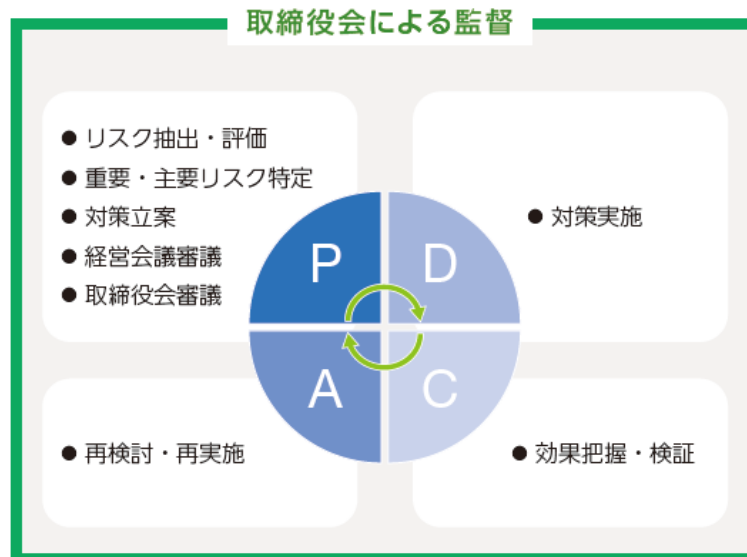 取締役会による監督
● リスク抽出・評価
● 重要・主要リスク特定
● 対策立案
● 経営会議審議
● 取締役会審議
● 対策実施
P
D
A
C
● 再検討・再実施
● 効果把握・検証